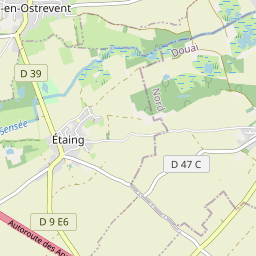 en-Ostrevent
Douai
D 39
Nord
Sensée
Étaing
D 47 C
D 9 E6
Autoroute des